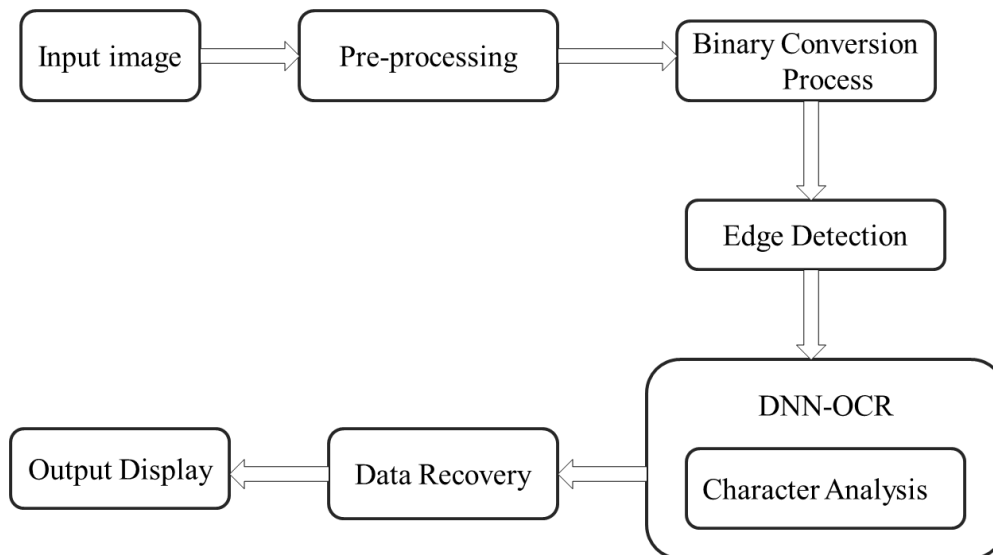 Input image
Pre-processing
Binary Conversion
Process
Edge Detection
DNN-OCR
Character Analysis
Data Recovery
Output Display